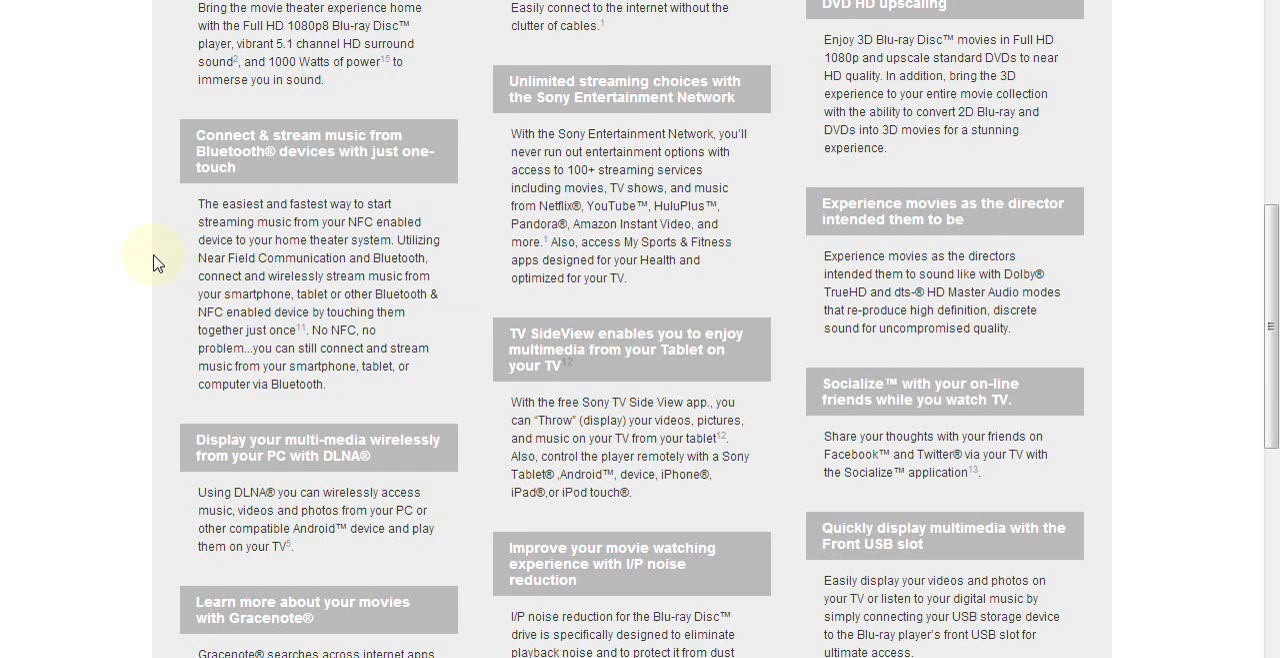 Bring the movie theater experience home
with the Full HD 1080p8 Blu-ray Disc™
player, vibrant 5.1 channel HD surround
sound2, and 1000 Watts of power15 to
immerse you in sound.
Connect & stream music from
Bluetooth® devices with just one-
touch
The easiest and fastest way to start
streaming music from your NFC enabled
device to your home theater system. Utilizing
Near Field Communication and Bluetooth,
connect and wirelessly stream music from
your smartphone, tablet or other Bluetooth &
NFC enabled device by touching them
together just once11. No NFC, no
problem...you can still connect and stream
music from your smartphone, tablet, or
computer via Bluetooth.
Display your multi-media wirelessly
from your PC with DLNA®
Using DLNA® you can wirelessly access
music, videos and photos from your PC or
other compatible Android™ device and play
them on your TV5.
Learn more about your movies
with Gracenote®
Gracenote® searches across internet apps
Easily connect to the internet without the
clutter of cables.1
Unlimited streaming choices with
the Sony Entertainment Network
With the Sony Entertainment Network, you'll
never run out entertainment options with
access to 100+ streaming services
including movies, TV shows, and music
from Netflix®, YouTube™, HuluPlus™,
Pandora®, Amazon Instant Video, and
more.1 Also, access My Sports & Fitness
apps designed for your Health and
optimized for your TV.
TV SideView enables you to enjoy
multimedia from your Tablet on
your TV12
With the free Sony TV Side View app., you
can “Throw” (display) your videos, pictures,
and music on your TV from your tablet12.
Also, control the player remotely with a Sony
Tablet® ,Android™, device, iPhone®,
iPad®,or iPod touch®.
Improve your movie watching
experience with I/P noise
reduction
I/P noise reduction for the Blu-ray Disc™
drive is specifically designed to eliminate
playback noise and to protect it from dust
DVD HD upscaling
Enjoy 3D Blu-ray Disc™ movies in Full HD
1080p and upscale standard DVDs to near
HD quality. In addition, bring the 3D
experience to your entire movie collection
with the ability to convert 2D Blu-ray and
DVDs into 3D movies for a stunning
experience.
Experience movies as the director
intended them to be
Experience movies as the directors
intended them to sound like with Dolby®
TrueHD and dts-® HD Master Audio modes
that re-produce high definition, discrete
sound for uncompromised quality.
Socialize™ with your on-line
friends while you watch TV.
Share your thoughts with your friends on
Facebook™ and Twitter® via your TV with
the Socialize™ application13.
Quickly display multimedia with the
Front USB slot
Easily display your videos and photos on
your TV or listen to your digital music by
simply connecting your USB storage device
to the Blu-ray player's front USB slot for
ultimate access.